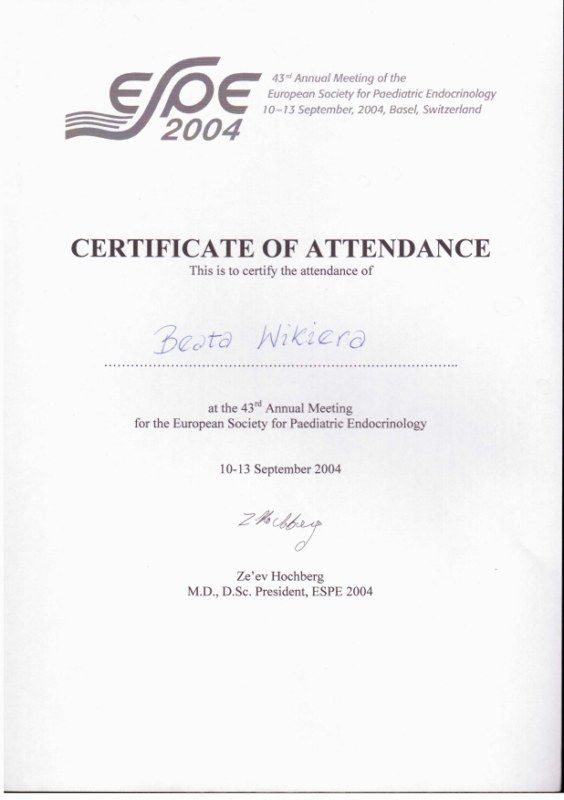 ESPE
2004
43rd Annual Meeting of the
European Society for Paediatric Endocrinology
10–13 September, 2004, Basel, Switzerland
CERTIFICATE OF ATTENDANCE
This is to certify the attendance of
Beata Wikiera
at the 43rd Annual Meeting
for the European Society for Paediatric Endocrinology
10-13 September 2004
Z Hochberg
Ze'ev Hochberg
M.D., D.Sc. President, ESPE 2004